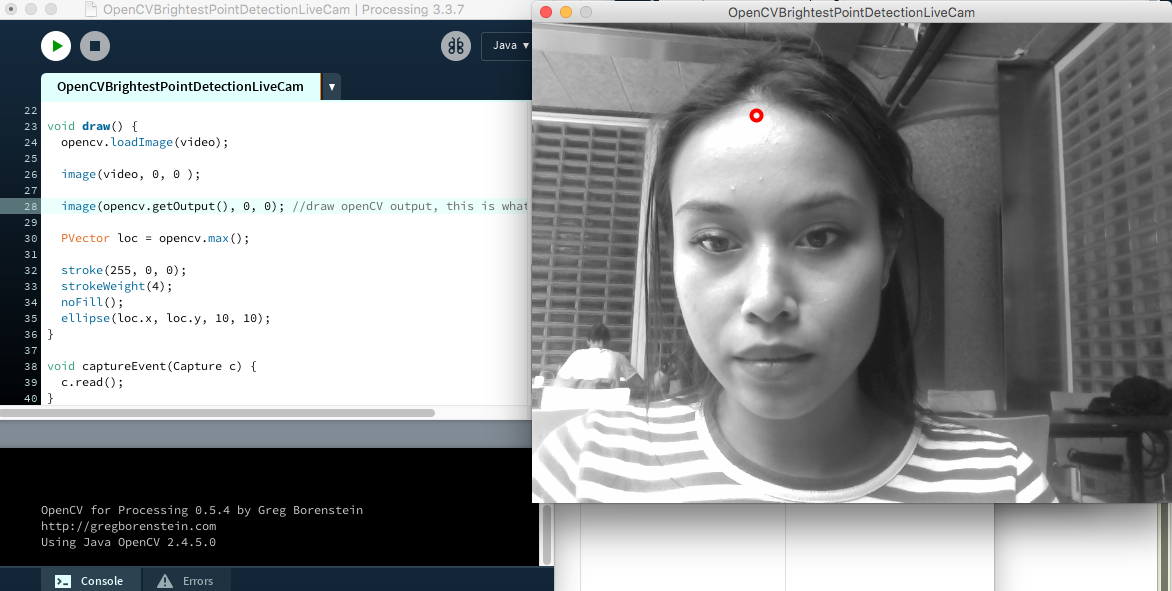 OpenCVBrightestPointDetectionLiveCam | Processing 3.3.7
Java ▾
OpenCVBrightestPointDetectionLiveCam ▼
22
23 void draw() {
24   opencv.loadImage(video);
25
26   image(video, 0, 0 );
27
28   image(opencv.getOutput(), 0, 0); //draw openCV output, this is what
29
30   PVector loc = opencv.max();
31
32   stroke(255, 0, 0);
33   strokeWeight(4);
34   noFill();
35   ellipse(loc.x, loc.y, 10, 10);
36 }
37
38 void captureEvent(Capture c) {
39   c.read();
40 }
OpenCV for Processing 0.5.4 by Greg Borenstein
http://gregborenstein.com
Using Java OpenCV 2.4.5.0
Console
Errors
OpenCVBrightestPointDetectionLiveCam